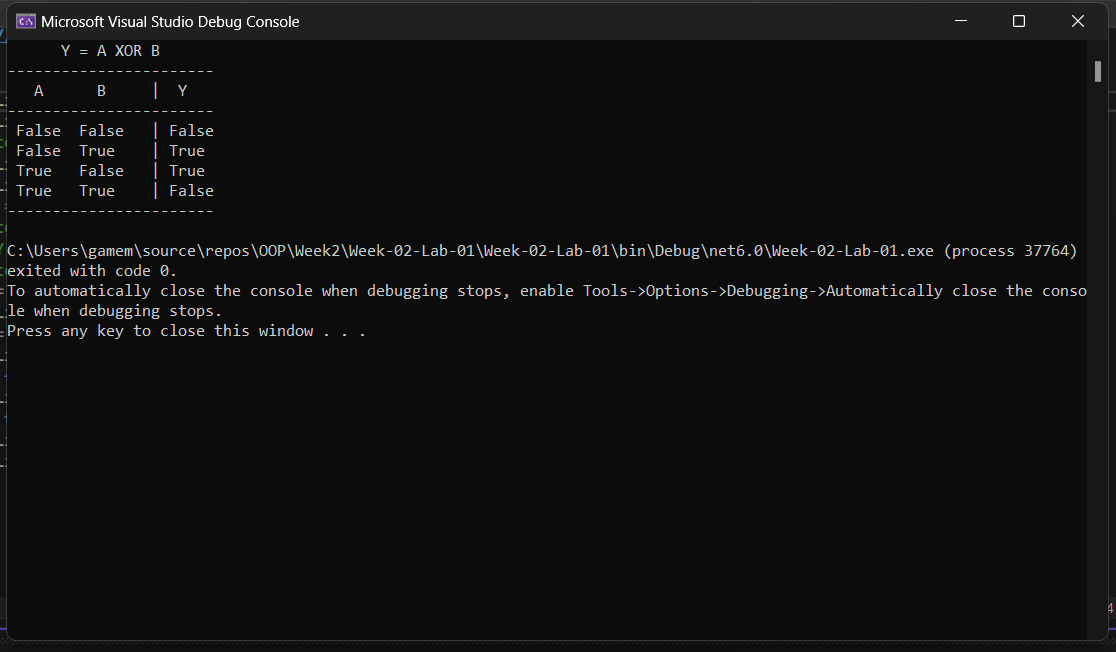 Microsoft Visual Studio Debug Console
      Y = A XOR B
-----------------------
   A      B     |  Y
-----------------------
 False  False   | False
 False  True    | True
 True   False   | True
 True   True    | False
-----------------------
C:\Users\gamem\source\repos\OOP\Week2\Week-02-Lab-01\Week-02-Lab-01\bin\Debug\net6.0\Week-02-Lab-01.exe (process 37764)
exited with code 0.
To automatically close the console when debugging stops, enable Tools->Options->Debugging->Automatically close the conso
le when debugging stops.
Press any key to close this window . . .